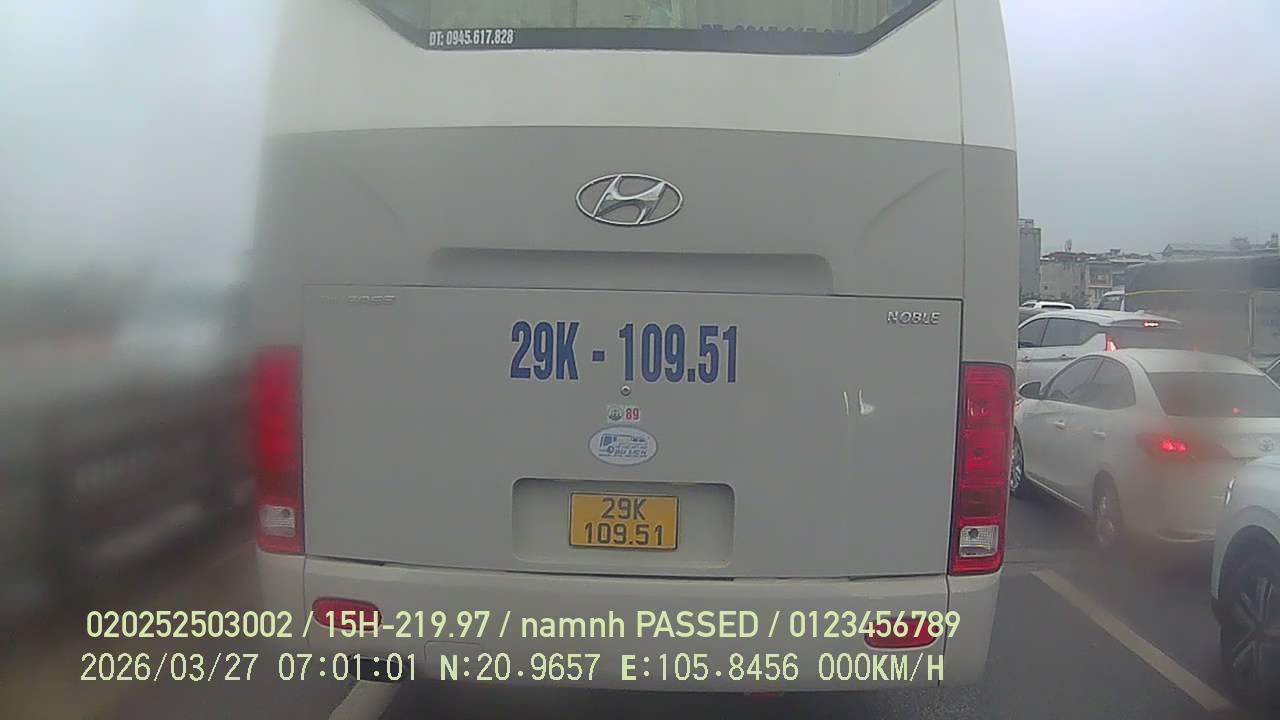 ĐT: 0945.617.828
NOBLE
29K - 109.51
89
29K
109.51
020252503002 / 15H-219.97 / namnh PASSED / 0123456789
2026/03/27 07:01:01 N:20.9657 E:105.8456 000KM/H